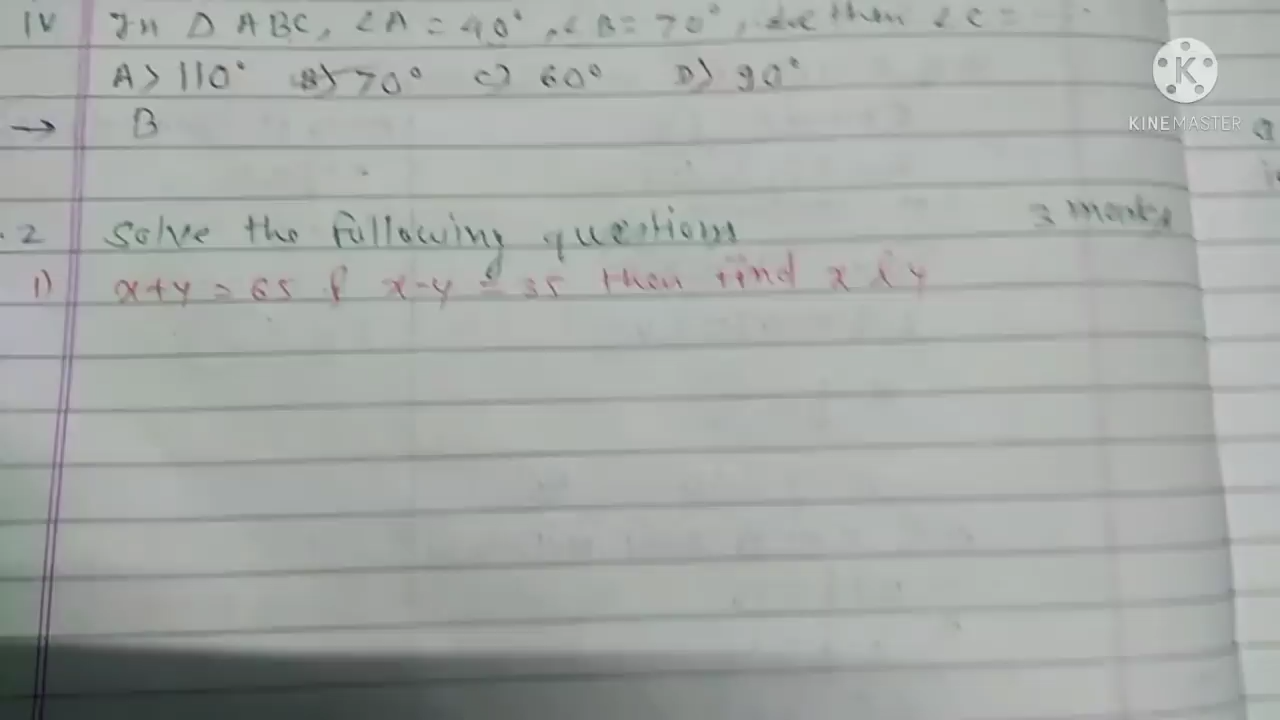 IV In Δ ABC, ∠A = 40°, ∠B = 70°, then ∠C =
A) 110° B) 70° C) 60° D) 90°
→ B
.2 Solve the following questions 3 marks
1) x+y = 65 & x-y = 35 then find x & y
KINEMASTER